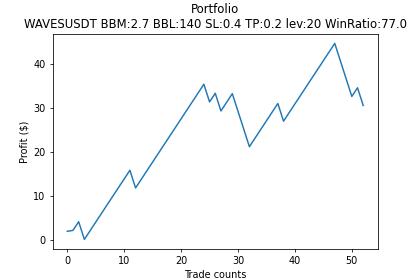 Portfolio
WAVESUSDT BBM:2.7 BBL:140 SL:0.4 TP:0.2 lev:20 WinRatio:77.0
Profit ($)
40
30
20
10
0
0 10 20 30 40 50
Trade counts